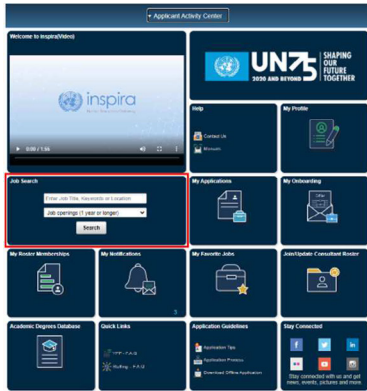 Applicant Activity Center
Welcome to Inspira(Video)
inspira
0:00 / 1:55
UN75
2020 AND BEYOND
SHAPING
OUR
FUTURE
TOGETHER
Help
Contact Us
Manuals
My Profile
Job Search
Enter Job Title, Keywords or Location
Job openings (1 year or longer)
Search
My Applications
My Onboarding
Offer
My Roster Memberships
My Notifications
My Favorite Jobs
Join/Update Consultant Roster
Academic Degrees Database
Quick Links
Application Guidelines
Application Tips
Application Process
Download Offline Application
Stay Connected
Stay connected with us and get
news, events, pictures and more.